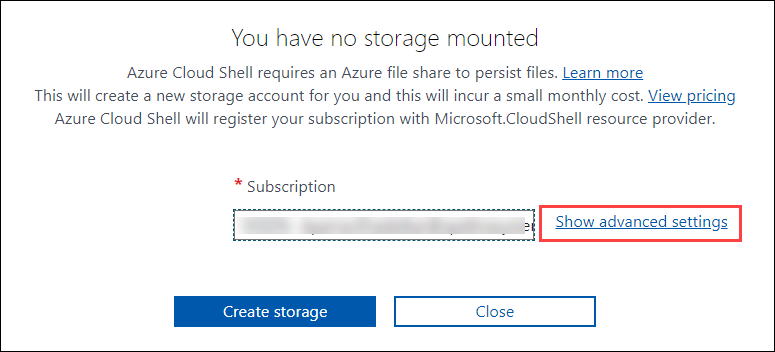 You have no storage mounted
Azure Cloud Shell requires an Azure file share to persist files. Learn more
This will create a new storage account for you and this will incur a small monthly cost. View pricing
Azure Cloud Shell will register your subscription with Microsoft.CloudShell resource provider.
* Subscription
Show advanced settings
Create storage
Close